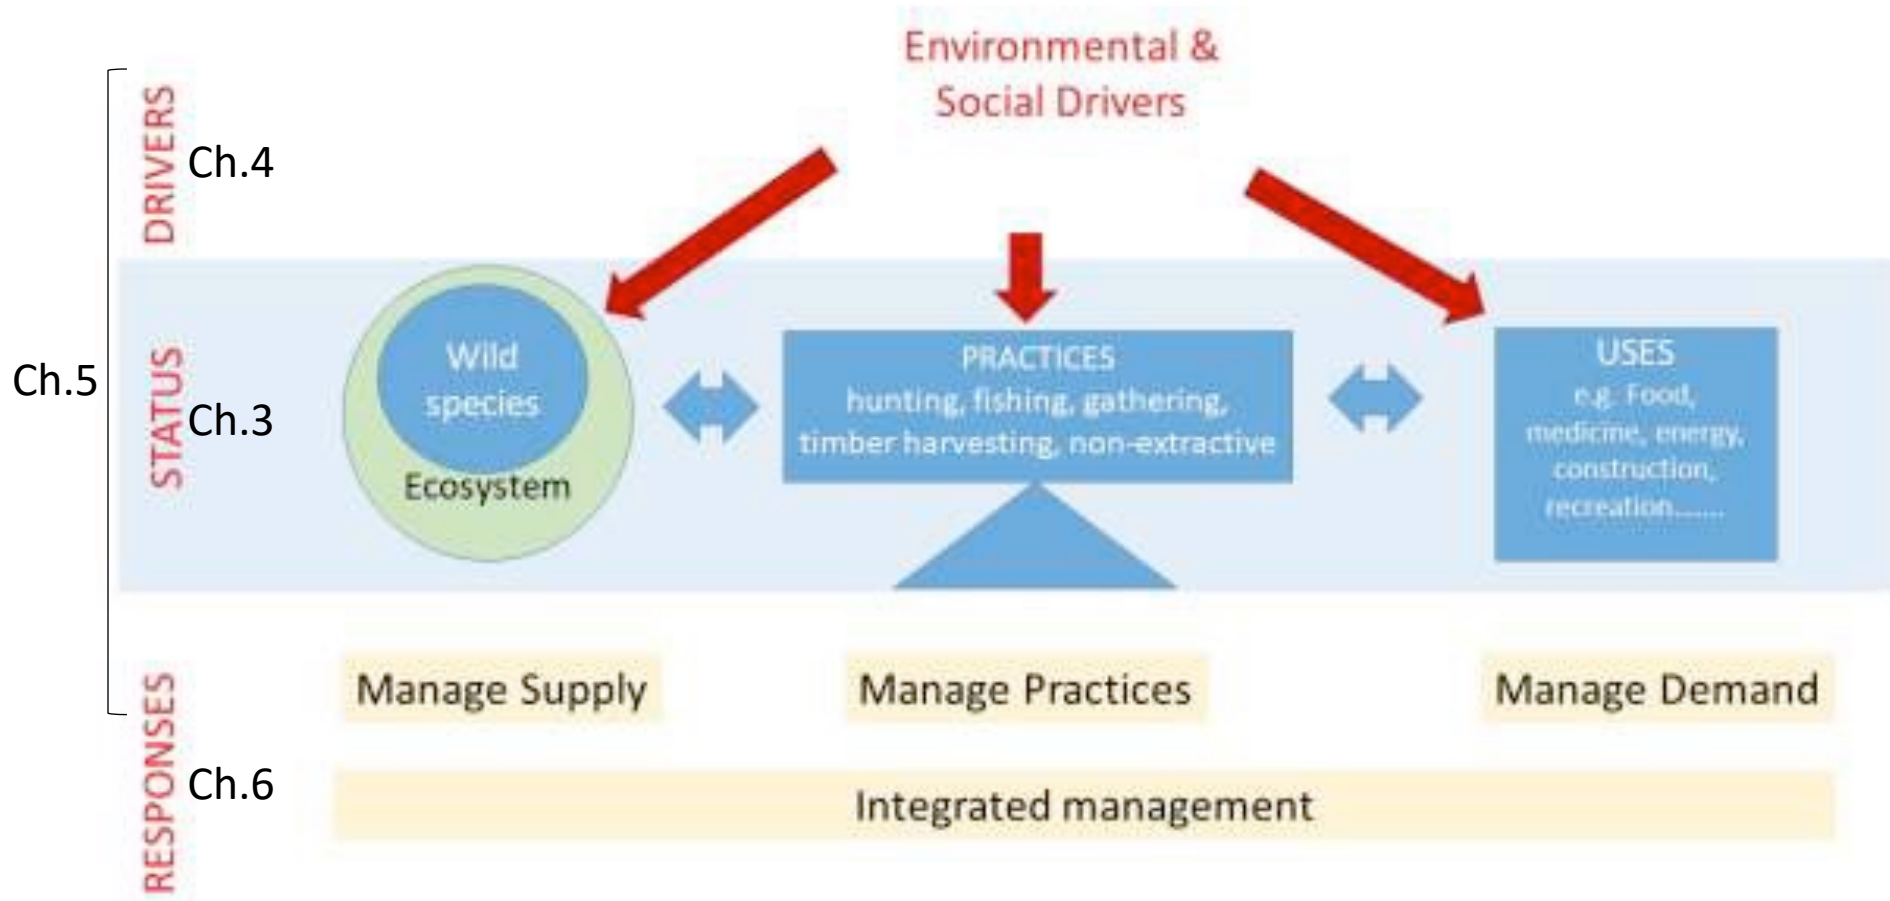 Environmental &
Social Drivers
DRIVERS
Ch.4
Ch.5
STATUS
Ch.3
Wild
species
Ecosystem
PRACTICES
hunting, fishing, gathering,
timber harvesting, non-extractive
USES
e.g. Food,
medicine, energy,
construction,
recreation.......
RESPONSES
Ch.6
Manage Supply
Manage Practices
Manage Demand
Integrated management